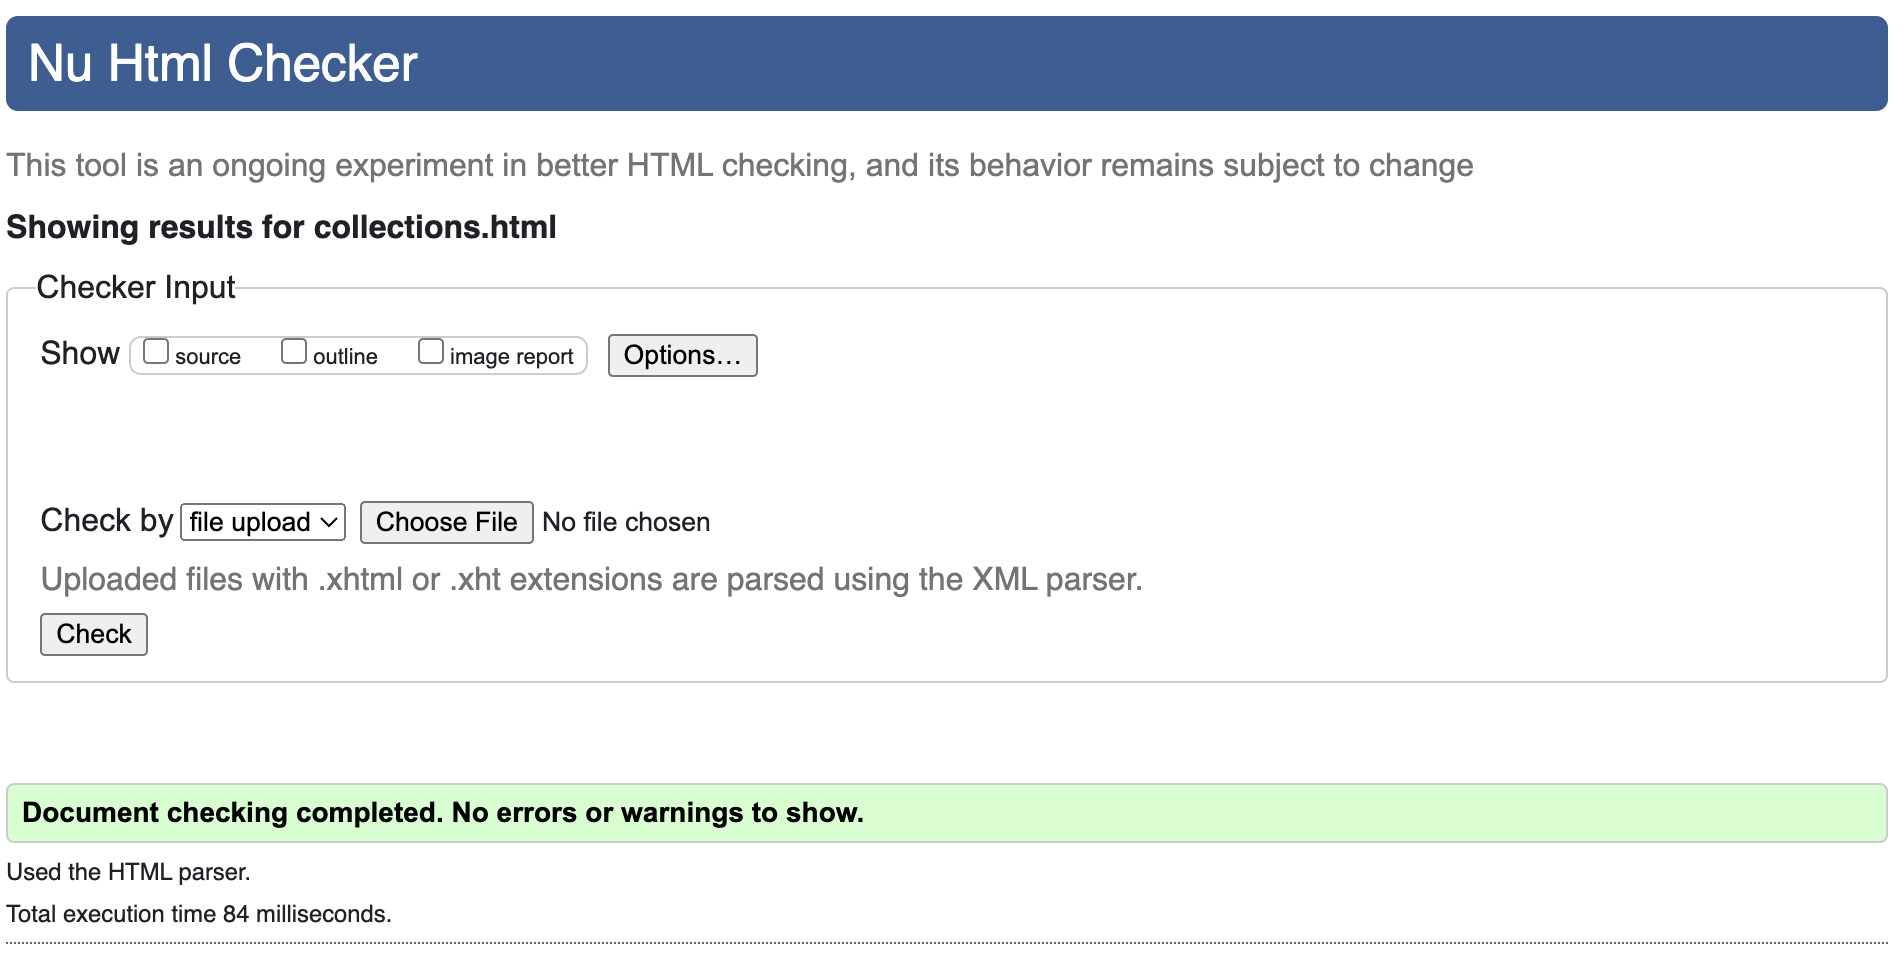 Nu Html Checker
This tool is an ongoing experiment in better HTML checking, and its behavior remains subject to change
Showing results for collections.html
Checker Input
Show source outline image report Options…
Check by file upload Choose File No file chosen
Uploaded files with .xhtml or .xht extensions are parsed using the XML parser.
Check
Document checking completed. No errors or warnings to show.
Used the HTML parser.
Total execution time 84 milliseconds.